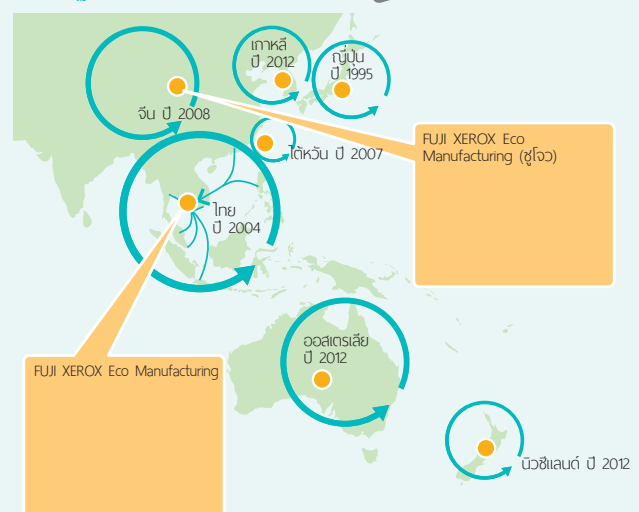 เกาหลี
ปี 2012
ญี่ปุ่น
ปี 1995
จีน ปี 2008
ไต้หวัน ปี 2007
FUJI XEROX Eco
Manufacturing (ซูโจว)
ไทย
ปี 2004
ออสเตรเลีย
ปี 2012
FUJI XEROX Eco Manufacturing
นิวซีแลนด์ ปี 2012